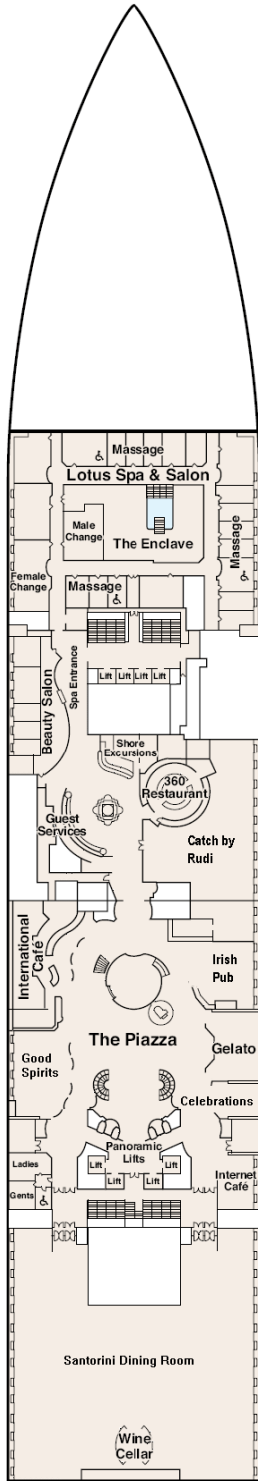 Massage
Lotus Spa & Salon
Male
Change
The Enclave
Massage
Female
Change
Massage
Beauty Salon
Spa Entrance
Lift
Lift
Lift
Lift
Shore
Excursions
360°
Restaurant
Guest
Services
Catch by
Rudi
International
Café
Irish
Pub
The Piazza
Good
Spirits
Gelato
Celebrations
Panoramic
Lifts
Lift
Lift
Lift
Lift
Ladies
Gents
Internet
Café
Santorini Dining Room
Wine
Cellar